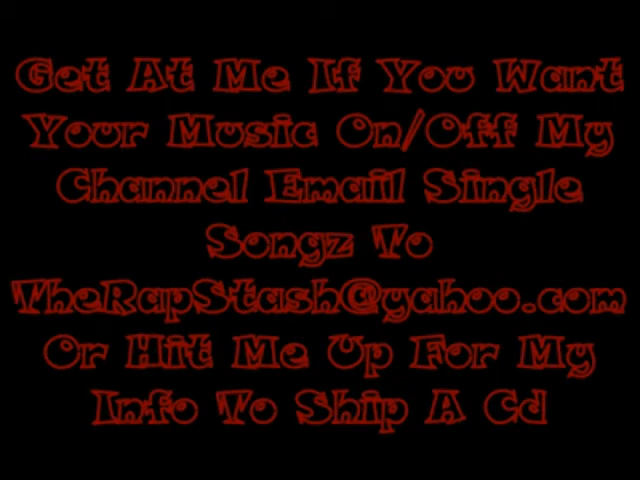 Get At Me If You Want
Your Music On/Off My
Channel Email Single
Songz To
TheRapStash@yahoo.com
Or Hit Me Up For My
Info To Ship A Cd